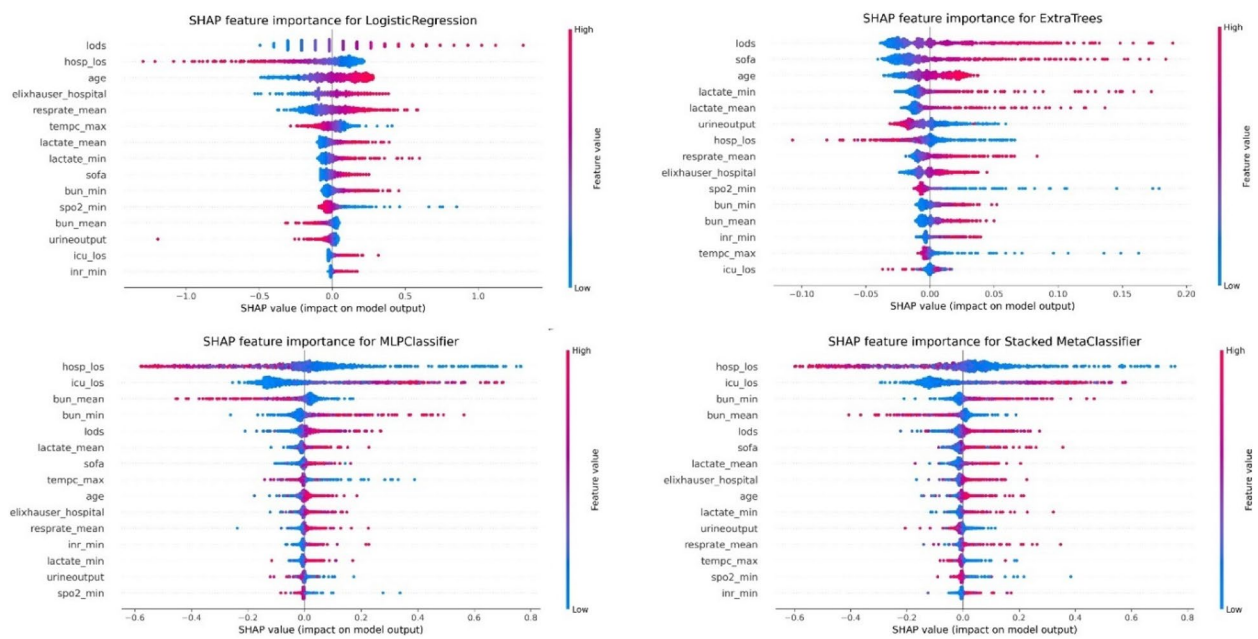 SHAP feature importance for LogisticRegression
High
lods
hosp_los
age
elixhauser_hospital
resprate_mean
tempc_max
lactate_mean
lactate_min
sofa
bun_min
spo2_min
bun_mean
urineoutput
icu_los
inr_min
Feature value
Low
−1.0 −0.5 0.0 0.5 1.0
SHAP value (impact on model output)
SHAP feature importance for ExtraTrees
High
lods
sofa
age
lactate_min
lactate_mean
urineoutput
hosp_los
resprate_mean
elixhauser_hospital
spo2_min
bun_min
bun_mean
inr_min
tempc_max
icu_los
Feature value
Low
−0.10 −0.05 0.00 0.05 0.10 0.15 0.20
SHAP value (impact on model output)
SHAP feature importance for MLPClassifier
High
hosp_los
icu_los
bun_mean
bun_min
lods
lactate_mean
sofa
tempc_max
age
elixhauser_hospital
resprate_mean
inr_min
lactate_min
urineoutput
spo2_min
Feature value
Low
−0.6 −0.4 −0.2 0.0 0.2 0.4 0.6 0.8
SHAP value (impact on model output)
SHAP feature importance for Stacked MetaClassifier
High
hosp_los
icu_los
bun_min
bun_mean
lods
sofa
lactate_mean
elixhauser_hospital
age
lactate_min
urineoutput
resprate_mean
tempc_max
spo2_min
inr_min
Feature value
Low
−0.6 −0.4 −0.2 0.0 0.2 0.4 0.6 0.8
SHAP value (impact on model output)